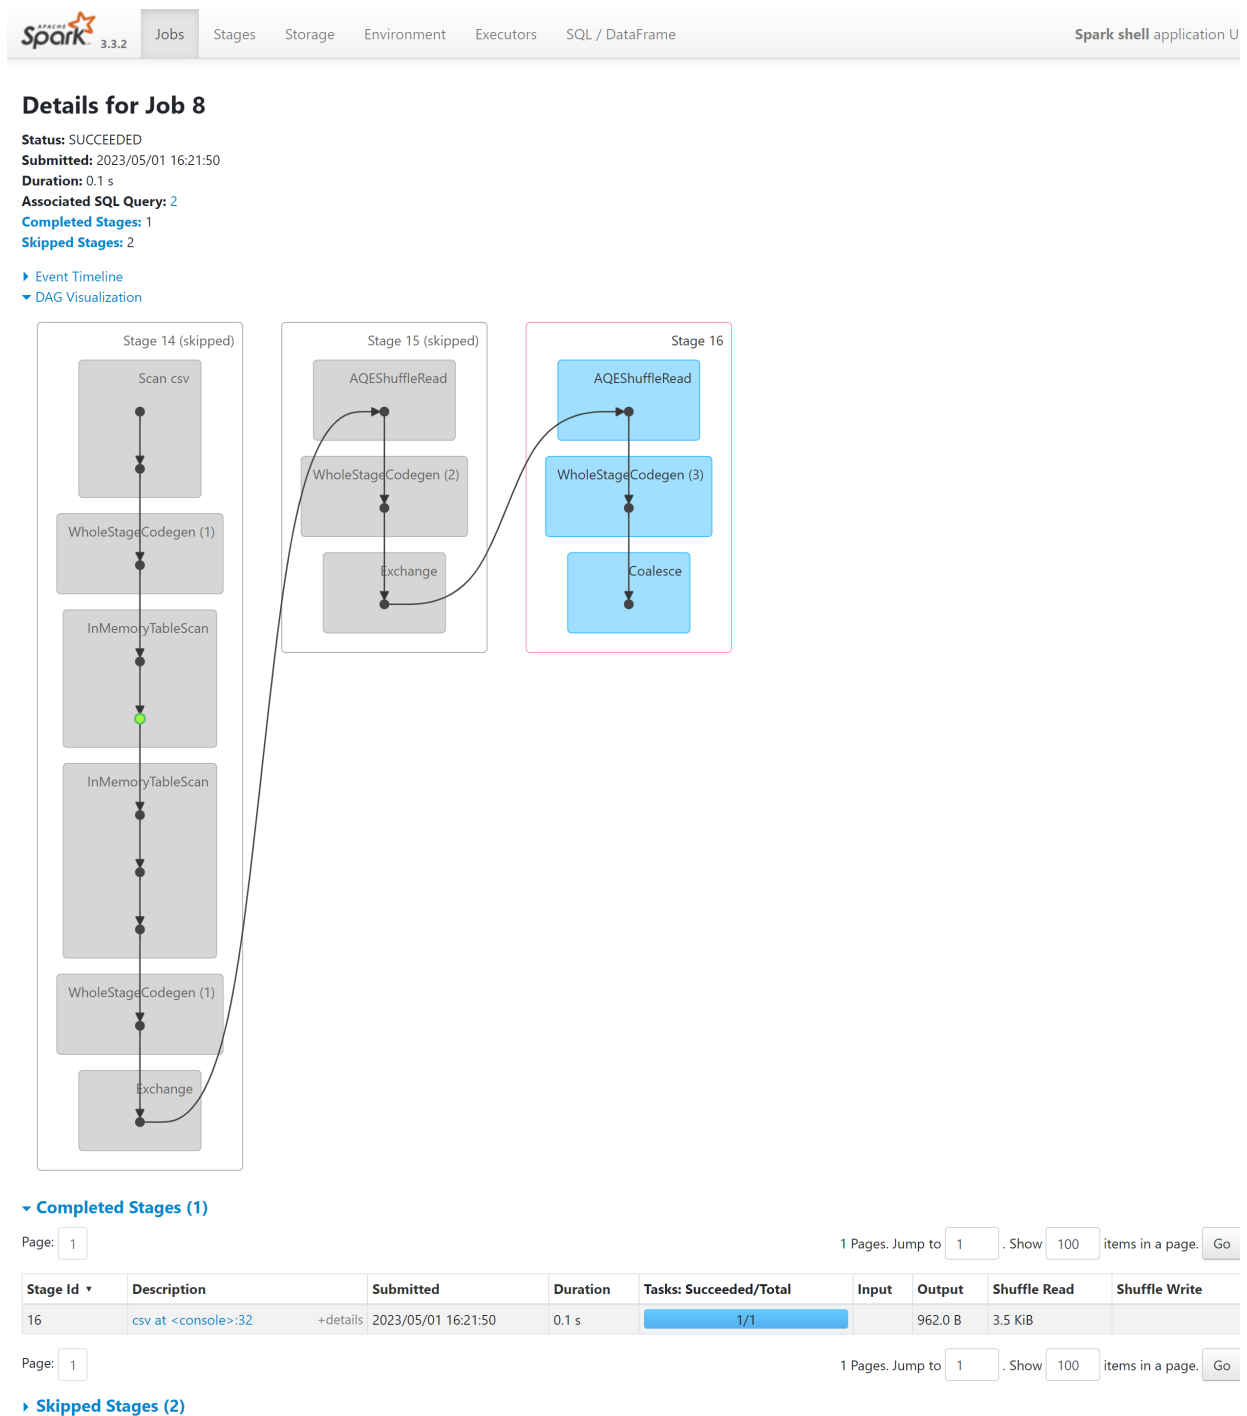 APACHE
Spark 3.3.2 Jobs Stages Storage Environment Executors SQL / DataFrame Spark shell application U
Details for Job 8
Status: SUCCEEDED
Submitted: 2023/05/01 16:21:50
Duration: 0.1 s
Associated SQL Query: 2
Completed Stages: 1
Skipped Stages: 2
Event Timeline
DAG Visualization
Stage 14 (skipped)
Scan csv
WholeStageCodegen (1)
InMemoryTableScan
InMemoryTableScan
WholeStageCodegen (1)
Exchange
Stage 15 (skipped)
AQEShuffleRead
WholeStageCodegen (2)
Exchange
Stage 16
AQEShuffleRead
WholeStageCodegen (3)
Coalesce
Completed Stages (1)
Page: 1 1 Pages. Jump to 1 . Show 100 items in a page. Go
Stage Id ▾ Description Submitted Duration Tasks: Succeeded/Total Input Output Shuffle Read Shuffle Write
16 csv at <console>:32 +details 2023/05/01 16:21:50 0.1 s 1/1 962.0 B 3.5 KiB
Page: 1 1 Pages. Jump to 1 . Show 100 items in a page. Go
Skipped Stages (2)